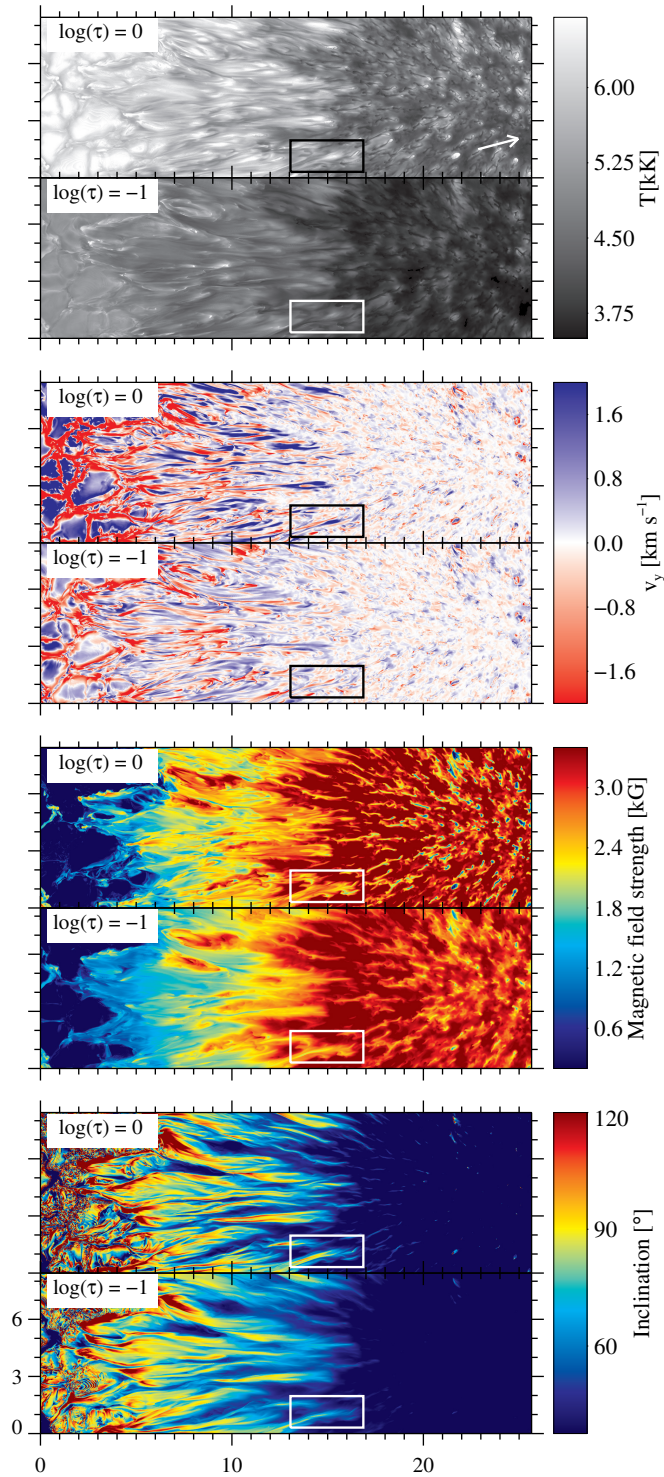 log(τ) = 0
log(τ) = −1
6.00
5.25
4.50
3.75
T[kK]
log(τ) = 0
log(τ) = −1
1.6
0.8
0.0
−0.8
−1.6
v_y [km s⁻¹]
log(τ) = 0
log(τ) = −1
3.0
2.4
1.8
1.2
0.6
Magnetic field strength [kG]
log(τ) = 0
log(τ) = −1
120
90
60
Inclination [°]
6
3
0
0 10 20